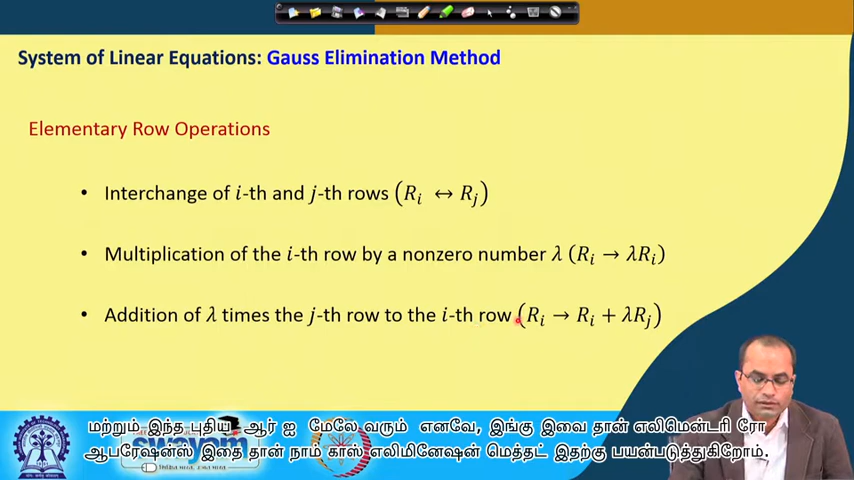 System of Linear Equations: Gauss Elimination Method
Elementary Row Operations
• Interchange of i-th and j-th rows (Rᵢ ↔ Rⱼ)
• Multiplication of the i-th row by a nonzero number λ (Rᵢ → λRᵢ)
• Addition of λ times the j-th row to the i-th row (Rᵢ → Rᵢ + λRⱼ)
மற்றும் இந்த புதிய ஆர் ஐ மேலே வரும் எனவே, இங்கு இவை தான் எலிமென்டரி ரோ
ஆபரேஷன்ஸ் இதை தான் நாம் காஸ் எலிமினேஷன் மெத்தட் இதற்கு பயன்படுத்துகிறோம்.
swayam